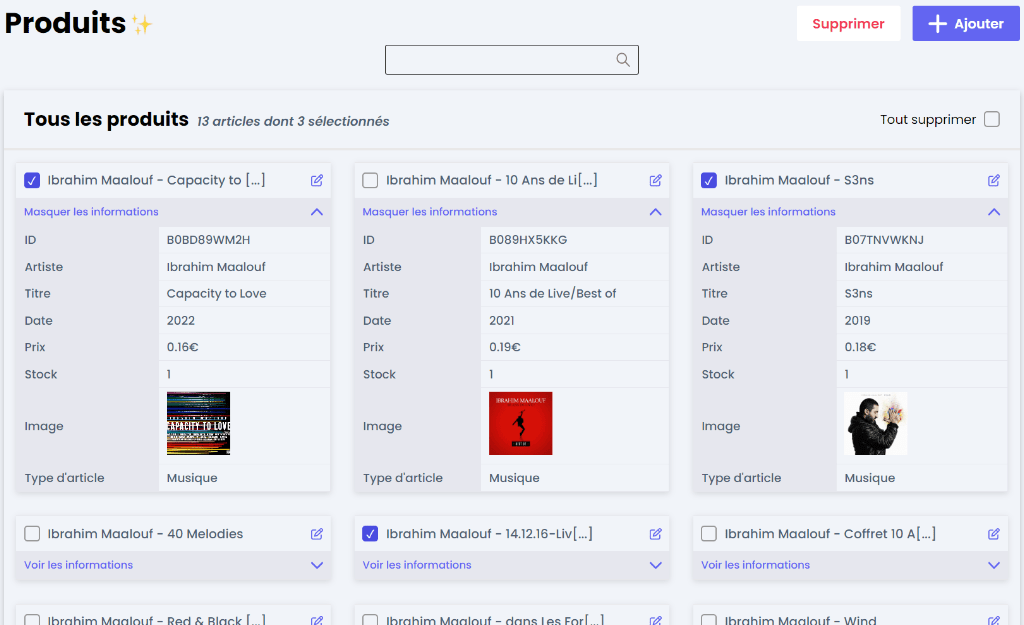 Produits✨
Supprimer
Ajouter
Tous les produits 13 articles dont 3 sélectionnés
Tout supprimer
Ibrahim Maalouf - Capacity to [...]
Masquer les informations
ID B0BD89WM2H
Artiste Ibrahim Maalouf
Titre Capacity to Love
Date 2022
Prix 0.16€
Stock 1
Image
CAPACITY TO LOVE
Type d'article Musique
Ibrahim Maalouf - 10 Ans de Li[...]
Masquer les informations
ID B089HX5KKG
Artiste Ibrahim Maalouf
Titre 10 Ans de Live/Best of
Date 2021
Prix 0.19€
Stock 1
Image
IBRAHIM MAALOUF
Type d'article Musique
Ibrahim Maalouf - S3ns
Masquer les informations
ID B07TNVWKNJ
Artiste Ibrahim Maalouf
Titre S3ns
Date 2019
Prix 0.18€
Stock 1
Image
Type d'article Musique
Ibrahim Maalouf - 40 Melodies
Voir les informations
Ibrahim Maalouf - 14.12.16-Liv[...]
Voir les informations
Ibrahim Maalouf - Coffret 10 A[...]
Voir les informations
Ibrahim Maalouf - Red & Black [...]
Ibrahim Maalouf - dans Les For[...]
Ibrahim Maalouf - Wind